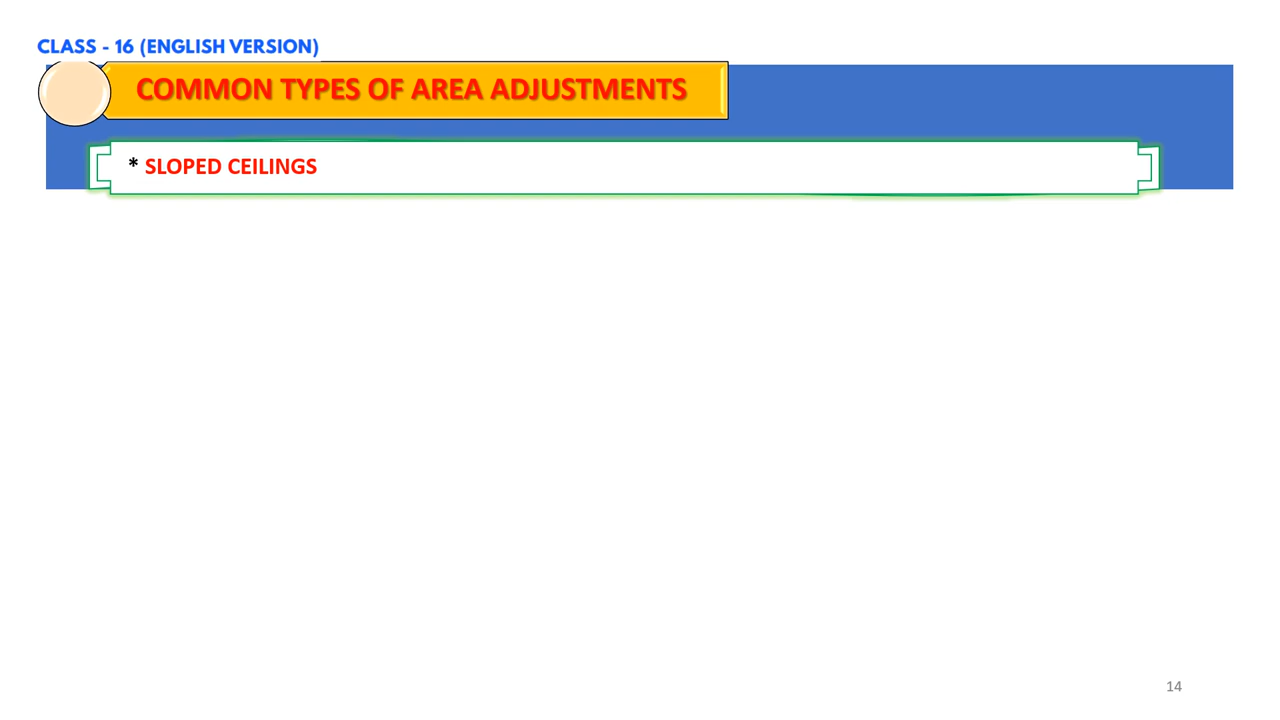 CLASS - 16 (ENGLISH VERSION)
COMMON TYPES OF AREA ADJUSTMENTS
* SLOPED CEILINGS
14